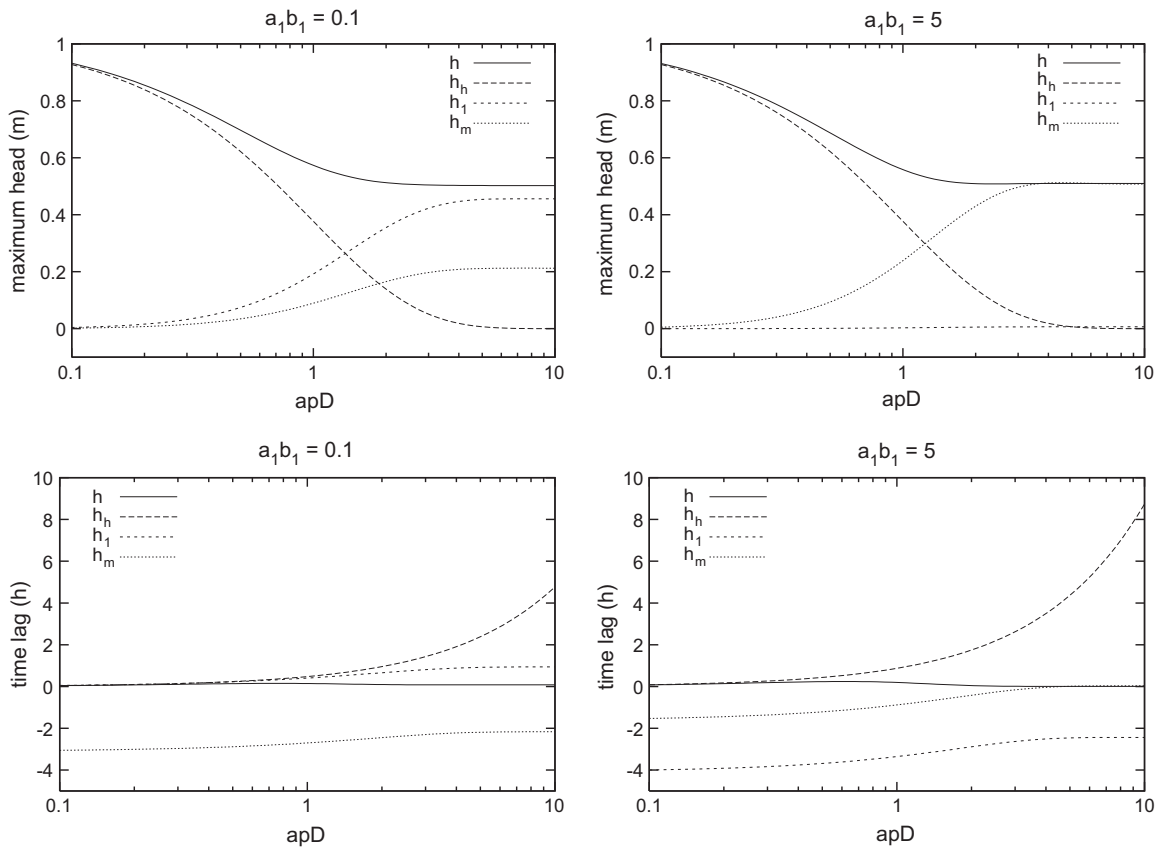 a₁b₁ = 0.1
maximum head (m)
1
0.8
0.6
0.4
0.2
0
h
hₕ
h₁
hₘ
0.1 1 10
apD
a₁b₁ = 5
maximum head (m)
1
0.8
0.6
0.4
0.2
0
h
hₕ
h₁
hₘ
0.1 1 10
apD
a₁b₁ = 0.1
time lag (h)
10
8
6
4
2
0
-2
-4
h
hₕ
h₁
hₘ
0.1 1 10
apD
a₁b₁ = 5
time lag (h)
10
8
6
4
2
0
-2
-4
h
hₕ
h₁
hₘ
0.1 1 10
apD